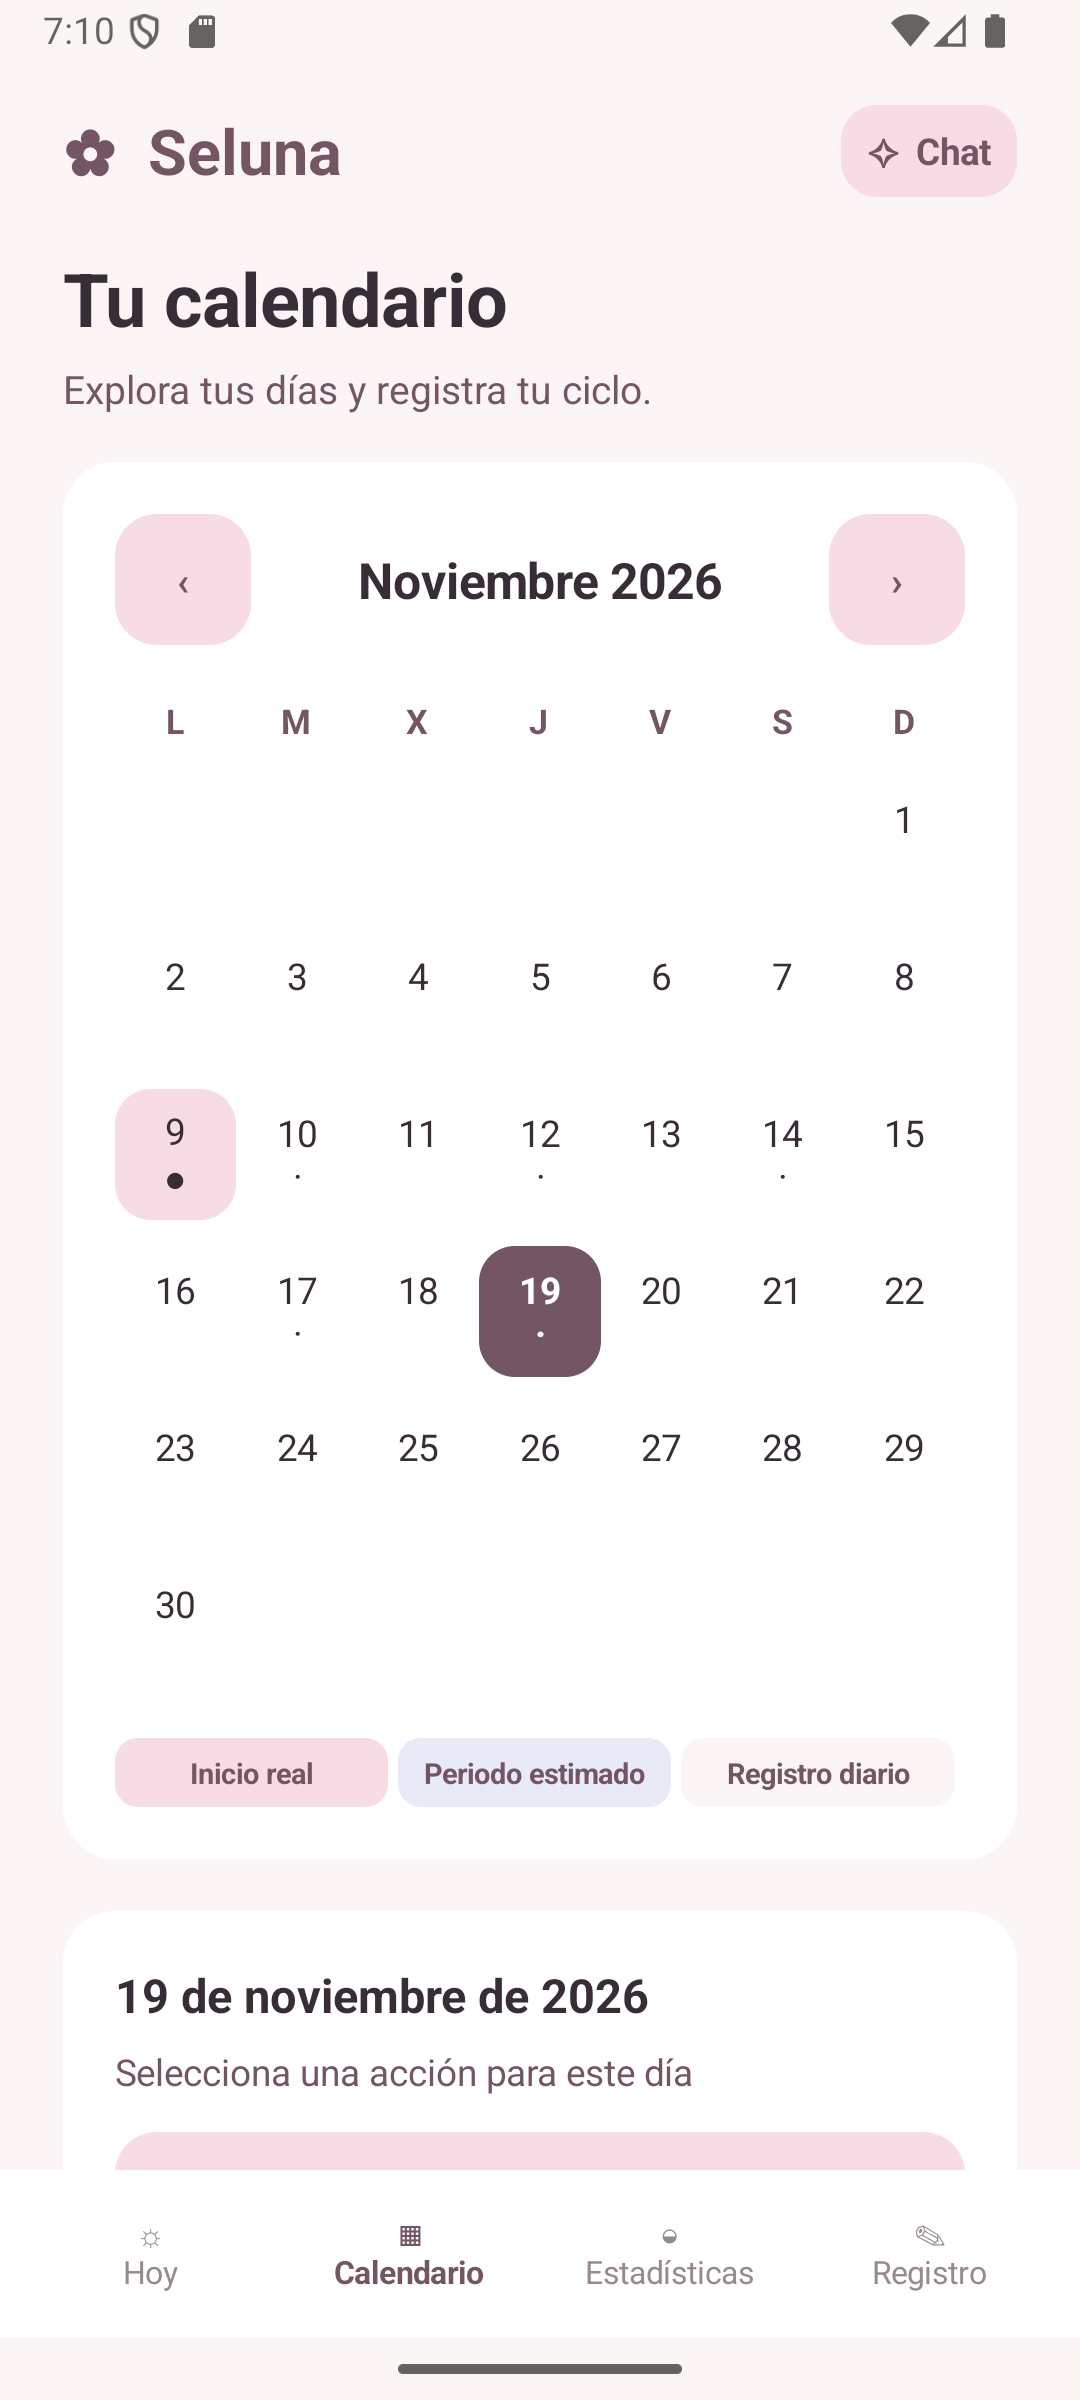 7:10
Seluna
Chat
Tu calendario
Explora tus días y registra tu ciclo.
‹ Noviembre 2026 ›
L M X J V S D
1
2 3 4 5 6 7 8
9 10 11 12 13 14 15
16 17 18 19 20 21 22
23 24 25 26 27 28 29
30
Inicio real Periodo estimado Registro diario
19 de noviembre de 2026
Selecciona una acción para este día
Hoy Calendario Estadísticas Registro